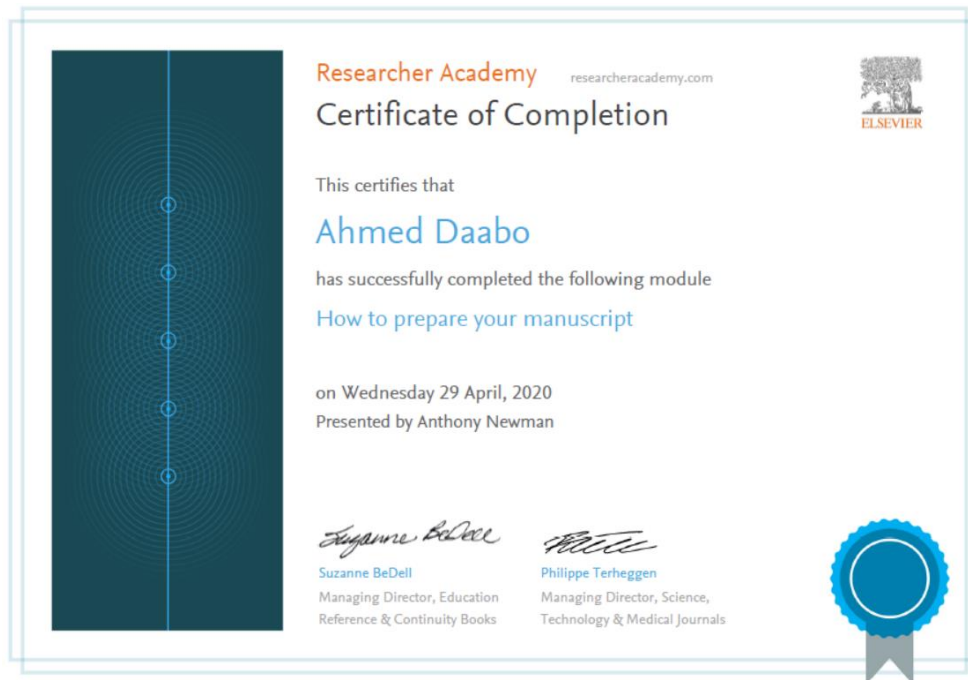 Researcher Academy researcheracademy.com
Certificate of Completion
ELSEVIER
This certifies that
Ahmed Daabo
has successfully completed the following module
How to prepare your manuscript
on Wednesday 29 April, 2020
Presented by Anthony Newman
Suzanne BeDell
Suzanne BeDell Philippe Terheggen
Managing Director, Education Managing Director, Science,
Reference & Continuity Books Technology & Medical Journals